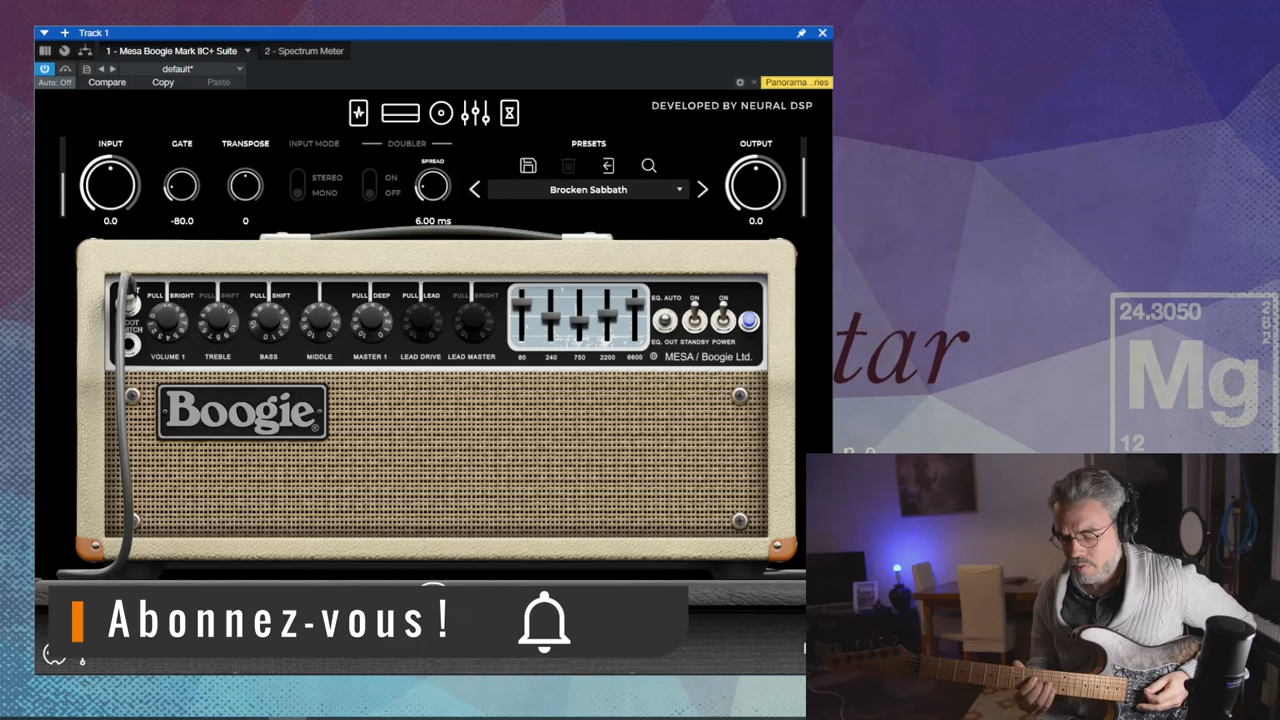 Track 1
1 - Mesa Boogie Mark IIC+ Suite
2 - Spectrum Meter
default*
Auto: Off
Compare
Copy
Paste
Panorama ...ries
DEVELOPED BY NEURAL DSP
INPUT
GATE
TRANSPOSE
INPUT MODE
DOUBLER
PRESETS
OUTPUT
SPREAD
STEREO
MONO
ON
OFF
Brocken Sabbath
0.0
-80.0
0
6.00 ms
0.0
PULL BRIGHT
PULL SHIFT
PULL SHIFT
PULL DEEP
PULL LEAD
PULL BRIGHT
EQ. AUTO
ON
ON
EQ. OUT
STANDBY
POWER
VOLUME 1
TREBLE
BASS
MIDDLE
MASTER 1
LEAD DRIVE
LEAD MASTER
80
240
750
2200
6600
® MESA / Boogie Ltd.
Boogie®
tar
24.3050
Mg
12
Abonnez-vous !